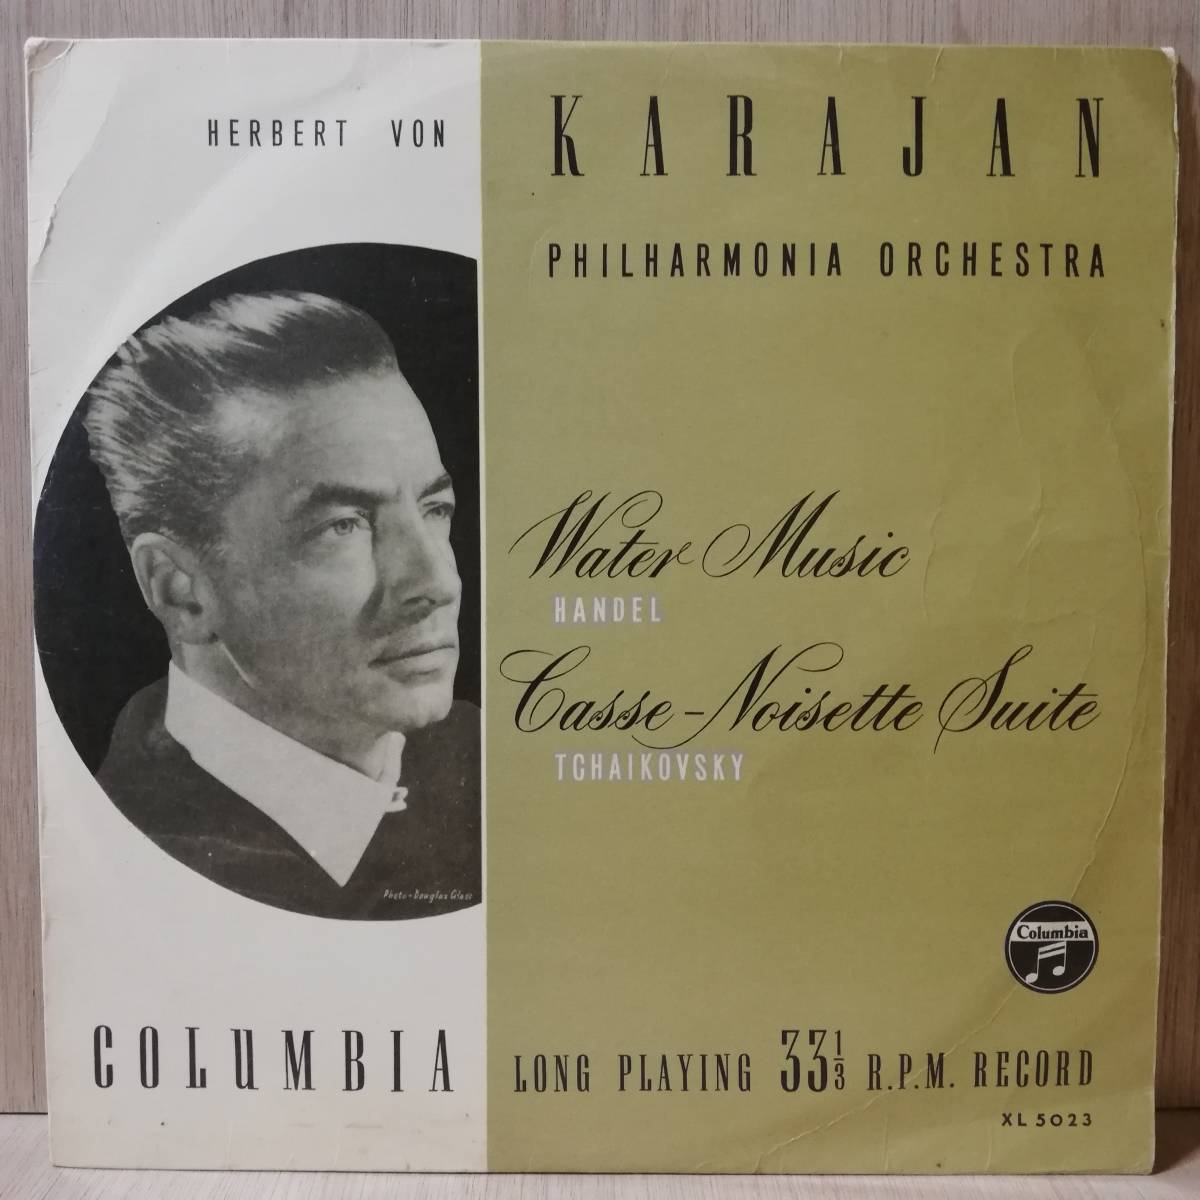 HERBERT VON KARAJAN
PHILHARMONIA ORCHESTRA
Water Music
HANDEL
Casse-Noisette Suite
TCHAIKOVSKY
Photo-Douglas Glass
Columbia
COLUMBIA
LONG PLAYING 33⅓ R.P.M. RECORD
XL 5023